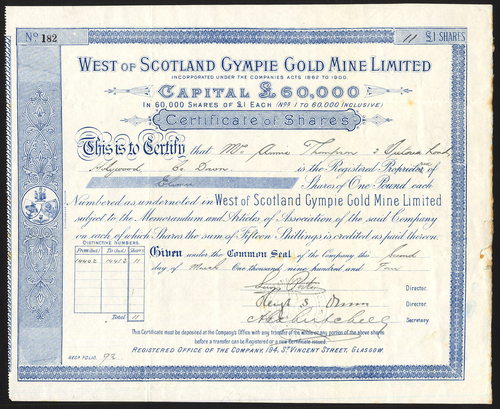 Nº 182
11 £1 SHARES
WEST OF SCOTLAND GYMPIE GOLD MINE LIMITED
INCORPORATED UNDER THE COMPANIES ACTS 1862 TO 1900.
CAPITAL £60,000
IN 60,000 SHARES OF £1 EACH (Nos 1 TO 60,000 INCLUSIVE)
Certificate of Shares
This is to Certify that Mrs Annie Thompson 2 Victoria Road
Holywood Co Down is the Registered Proprietor
Eleven Shares of One Pound each
Numbered as undernoted in West of Scotland Gympie Gold Mine Limited
subject to the Memorandum and Articles of Association of the said Company
on each of which Shares the sum of Fifteen Shillings is credited as paid thereon.
DISTINCTIVE NUMBERS.
From (Incl.) To (Incl.) Shares
14402 14412 11
Total 11
Given under the Common Seal of the Company this Second
day of March One thousand nine hundred and Four
Director.
Director.
Secretary.
This Certificate must be deposited at the Company's Office with any transfer of the whole or any portion of the above shares
before a transfer can be Registered or a new Certificate issued.
REGD FOLIO. 92
REGISTERED OFFICE OF THE COMPANY, 194, ST VINCENT STREET, GLASGOW.